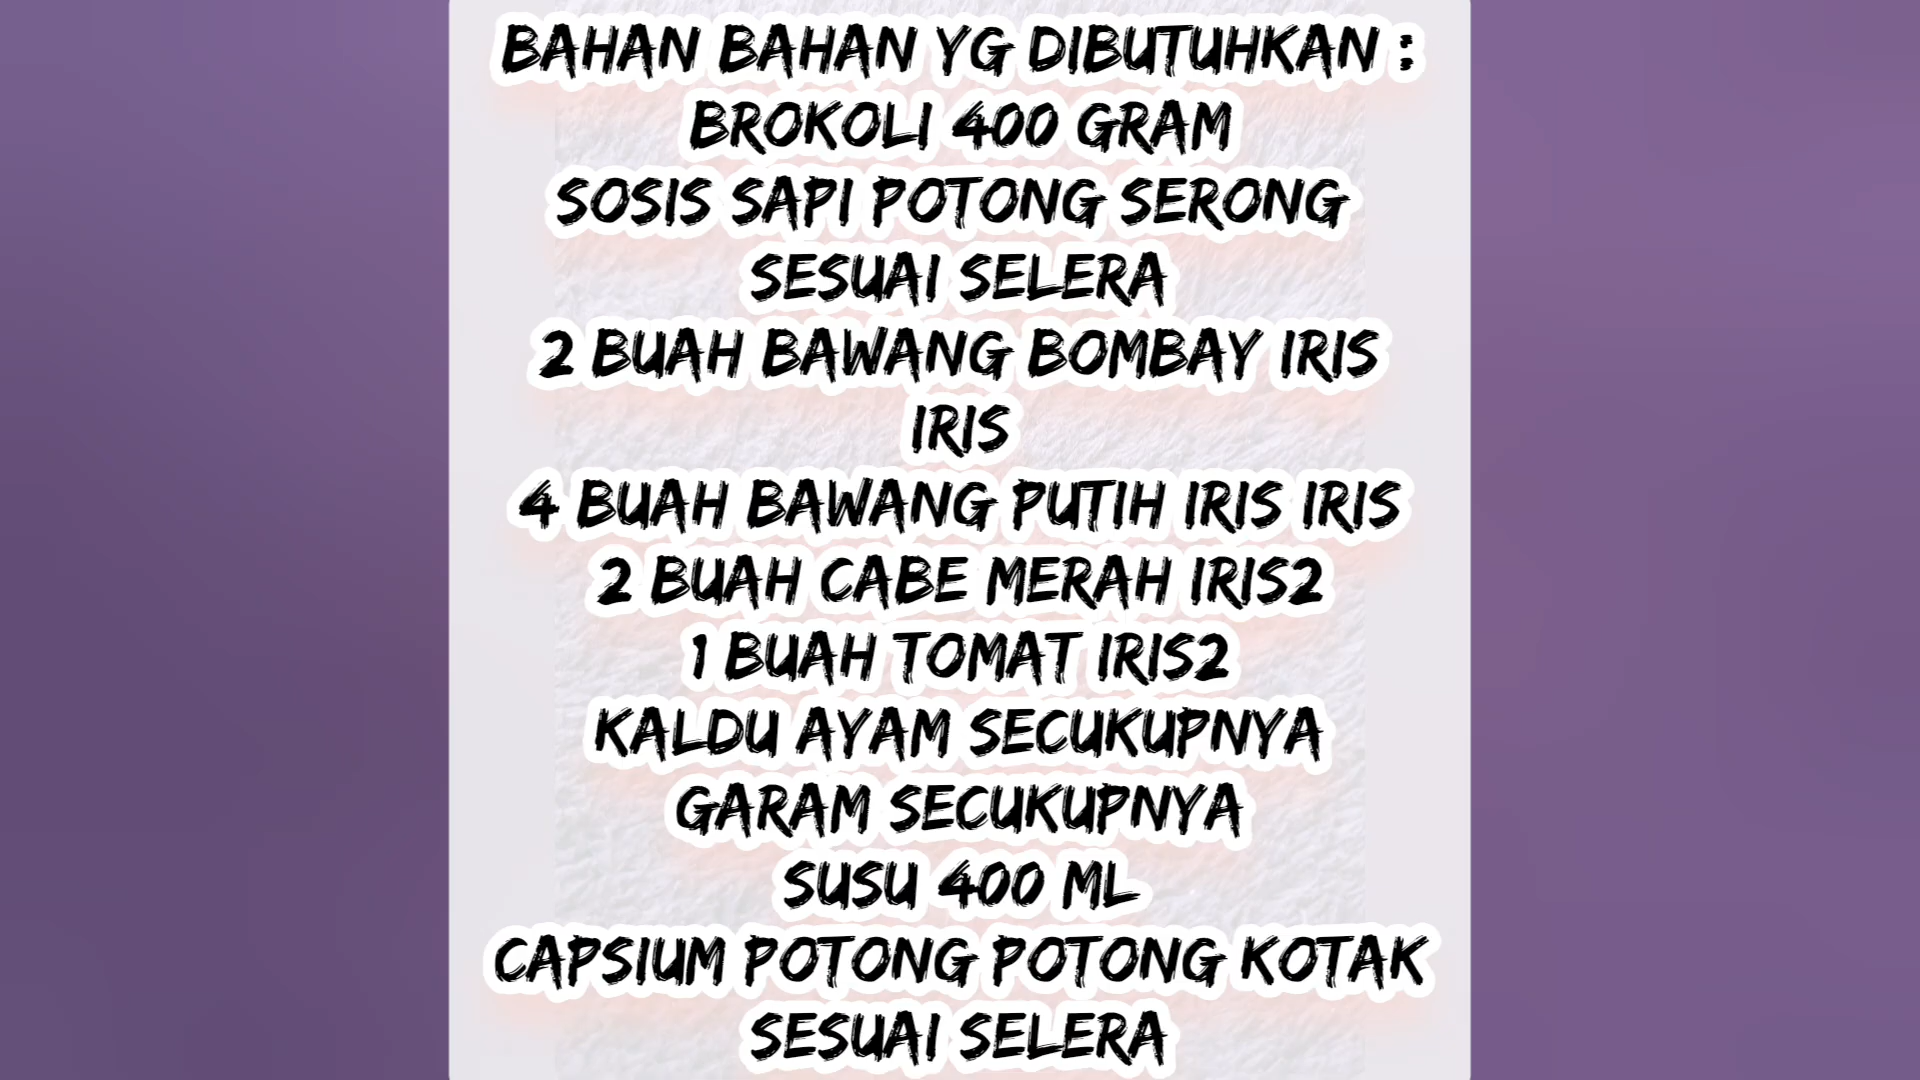 BAHAN BAHAN YG DIBUTUHKAN :
BROKOLI 400 GRAM
SOSIS SAPI POTONG SERONG
SESUAI SELERA
2 BUAH BAWANG BOMBAY IRIS
IRIS
4 BUAH BAWANG PUTIH IRIS IRIS
2 BUAH CABE MERAH IRIS2
1 BUAH TOMAT IRIS2
KALDU AYAM SECUKUPNYA
GARAM SECUKUPNYA
SUSU 400 ML
CAPSIUM POTONG POTONG KOTAK
SESUAI SELERA